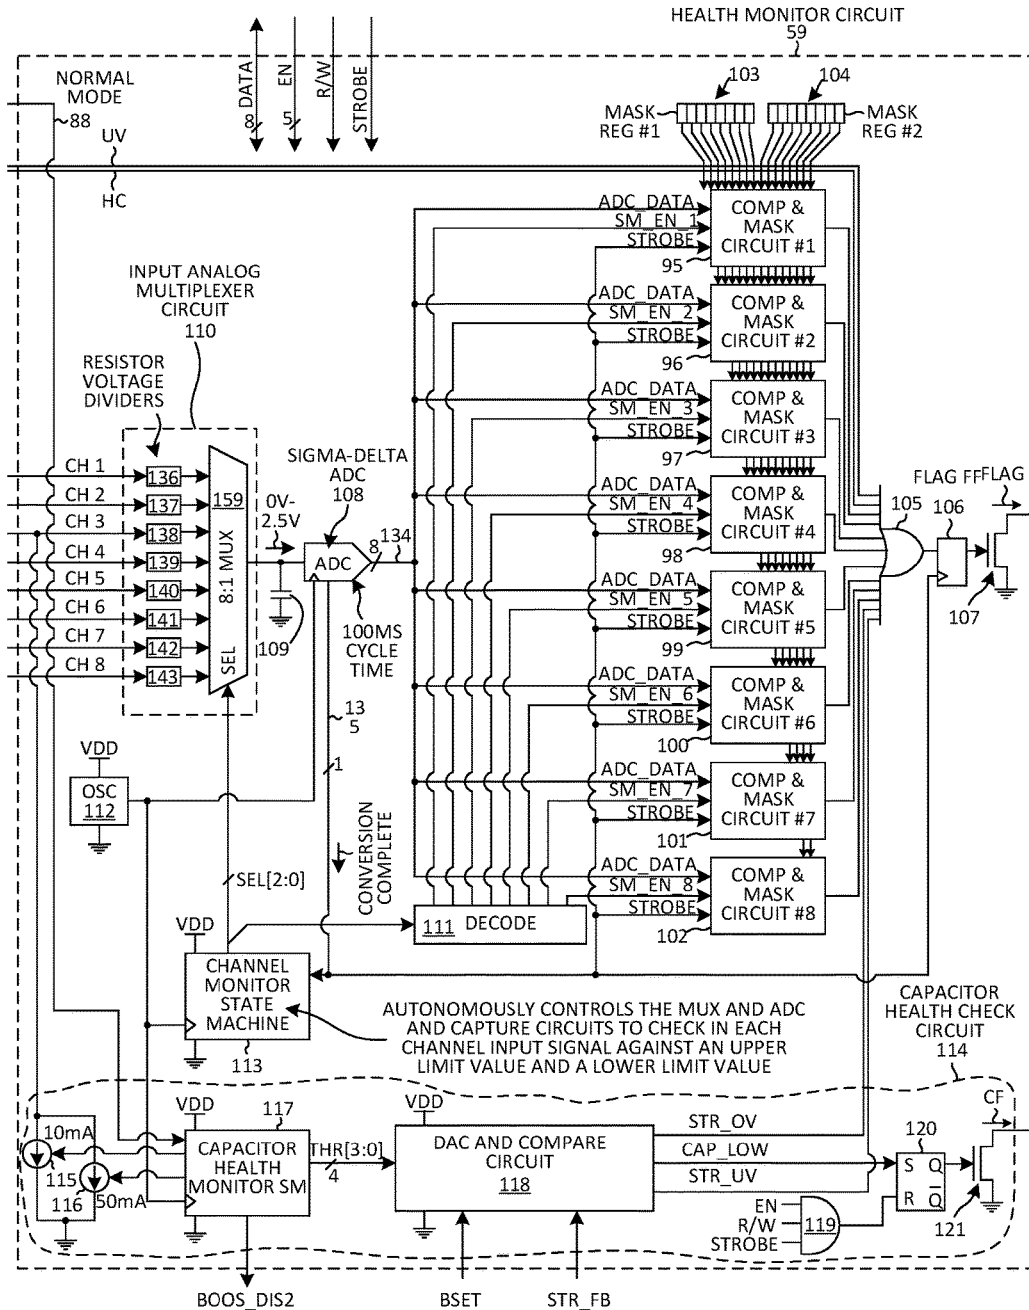 HEALTH MONITOR CIRCUIT
59
NORMAL
MODE
88
UV
HC
8
DATA
5
EN
R/W
STROBE
103
104
MASK
REG #1
MASK
REG #2
ADC_DATA
SM_EN_1
STROBE
95
COMP &
MASK
CIRCUIT #1
ADC_DATA
SM_EN_2
STROBE
96
COMP &
MASK
CIRCUIT #2
ADC_DATA
SM_EN_3
STROBE
97
COMP &
MASK
CIRCUIT #3
ADC_DATA
SM_EN_4
STROBE
98
COMP &
MASK
CIRCUIT #4
ADC_DATA
SM_EN_5
STROBE
99
COMP &
MASK
CIRCUIT #5
ADC_DATA
SM_EN_6
STROBE
100
COMP &
MASK
CIRCUIT #6
ADC_DATA
SM_EN_7
STROBE
101
COMP &
MASK
CIRCUIT #7
ADC_DATA
SM_EN_8
STROBE
102
COMP &
MASK
CIRCUIT #8
INPUT ANALOG
MULTIPLEXER
CIRCUIT
110
RESISTOR
VOLTAGE
DIVIDERS
CH 1
CH 2
CH 3
CH 4
CH 5
CH 6
CH 7
CH 8
136
137
138
139
140
141
142
143
159
8:1 MUX
SEL
0V-
2.5V
SIGMA-DELTA
ADC
108
ADC
8
134
109
100MS
CYCLE
TIME
13
5
1
CONVERSION
COMPLETE
FLAG FF
FLAG
105
106
107
VDD
OSC
112
SEL[2:0]
111
DECODE
VDD
CHANNEL
MONITOR
STATE
MACHINE
113
AUTONOMOUSLY CONTROLS THE MUX AND ADC
AND CAPTURE CIRCUITS TO CHECK IN EACH
CHANNEL INPUT SIGNAL AGAINST AN UPPER
LIMIT VALUE AND A LOWER LIMIT VALUE
CAPACITOR
HEALTH CHECK
CIRCUIT
114
10mA
115
116
50mA
VDD
117
CAPACITOR
HEALTH
MONITOR SM
THR[3:0]
4
VDD
DAC AND COMPARE
CIRCUIT
118
STR_OV
CAP_LOW
STR_UV
EN
R/W
STROBE
119
120
S
Q
R
Q
CF
121
BOOS_DIS2
BSET
STR_FB